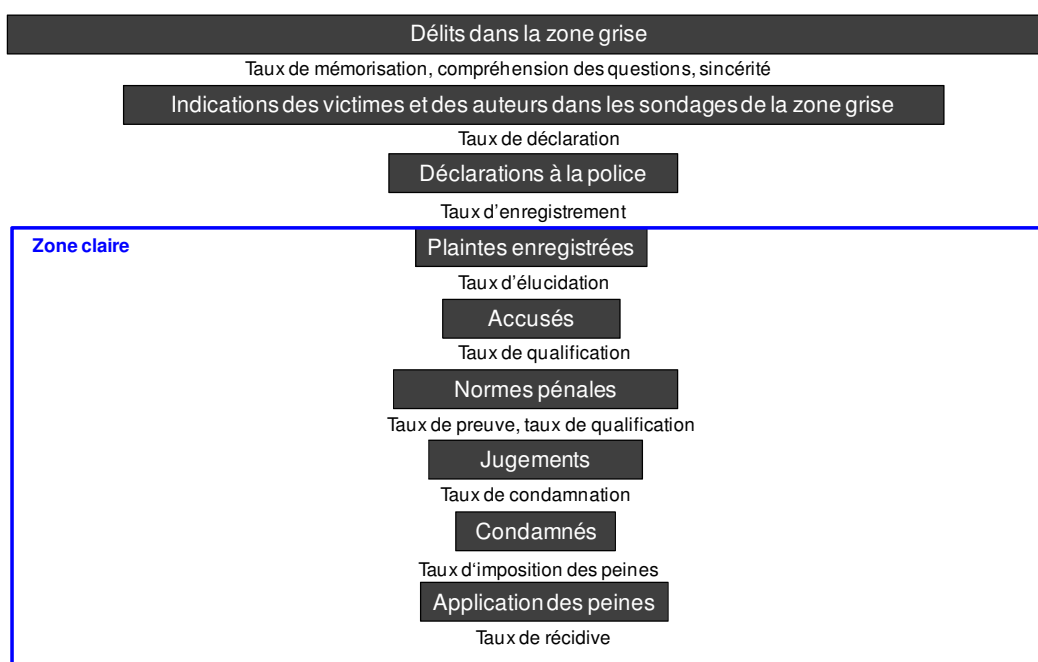 Délits dans la zone grise
Taux de mémorisation, compréhension des questions, sincérité
Indications des victimes et des auteurs dans les sondages de la zone grise
Taux de déclaration
Déclarations à la police
Taux d’enregistrement
Zone claire
Plaintes enregistrées
Taux d’élucidation
Accusés
Taux de qualification
Normes pénales
Taux de preuve, taux de qualification
Jugements
Taux de condamnation
Condamnés
Taux d‘imposition des peines
Application des peines
Taux de récidive